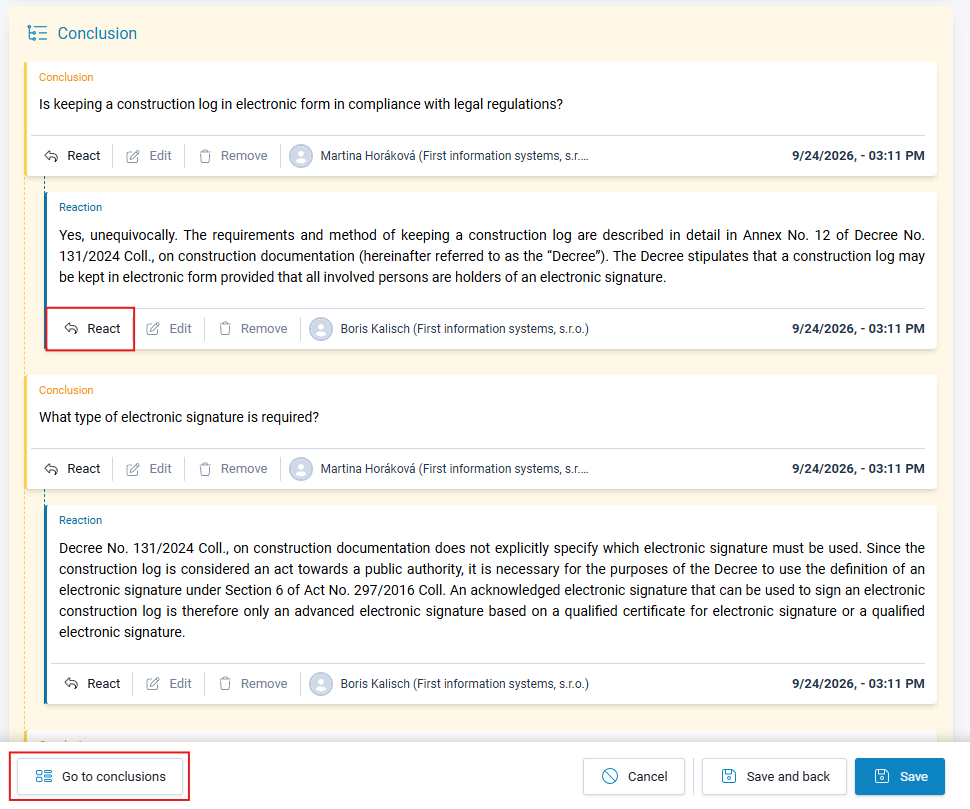 Conclusion
Conclusion
Is keeping a construction log in electronic form in compliance with legal regulations?
React Edit Remove Martina Horáková (First information systems, s.r.... 9/24/2026, - 03:11 PM
Reaction
Yes, unequivocally. The requirements and method of keeping a construction log are described in detail in Annex No. 12 of Decree No.
131/2024 Coll., on construction documentation (hereinafter referred to as the “Decree”). The Decree stipulates that a construction log may
be kept in electronic form provided that all involved persons are holders of an electronic signature.
React Edit Remove Boris Kalisch (First information systems, s.r.o.) 9/24/2026, - 03:11 PM
Conclusion
What type of electronic signature is required?
React Edit Remove Martina Horáková (First information systems, s.r.... 9/24/2026, - 03:11 PM
Reaction
Decree No. 131/2024 Coll., on construction documentation does not explicitly specify which electronic signature must be used. Since the
construction log is considered an act towards a public authority, it is necessary for the purposes of the Decree to use the definition of an
electronic signature under Section 6 of Act No. 297/2016 Coll. An acknowledged electronic signature that can be used to sign an electronic
construction log is therefore only an advanced electronic signature based on a qualified certificate for electronic signature or a qualified
electronic signature.
React Edit Remove Boris Kalisch (First information systems, s.r.o.) 9/24/2026, - 03:11 PM
Go to conclusions Cancel Save and back Save